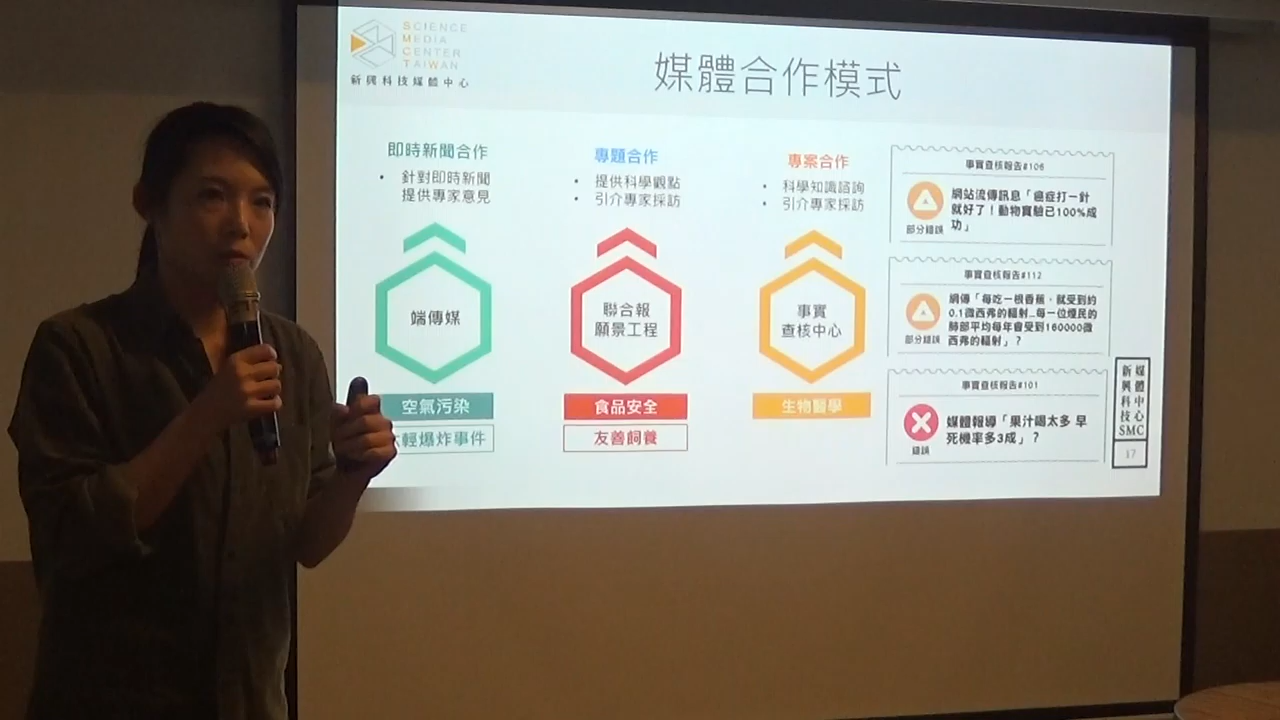 SCIENCE
MEDIA
CENTER
TAIWAN
新興科技媒體中心
媒體合作模式
即時新聞合作
• 針對即時新聞
提供專家意見
端傳媒
空氣污染
輕爆炸事件
專題合作
• 提供科學觀點
• 引介專家採訪
聯合報
願景工程
食品安全
友善飼養
專案合作
• 科學知識諮詢
• 引介專家採訪
事實
查核中心
生物醫學
事實查核報告#106
部分錯誤
網站流傳訊息「癌症打一針
就好了！動物實驗已100%成
功」
事實查核報告#112
部分錯誤
網傳「每吃一根香蕉，就受到約
0.1微西弗的輻射…每一位煙民的
肺部平均每年會受到160000微
西弗的輻射」？
事實查核報告#101
錯誤
媒體報導「果汁喝太多 早
死機率多3成」？
新興科技
媒體中心
SMC
17